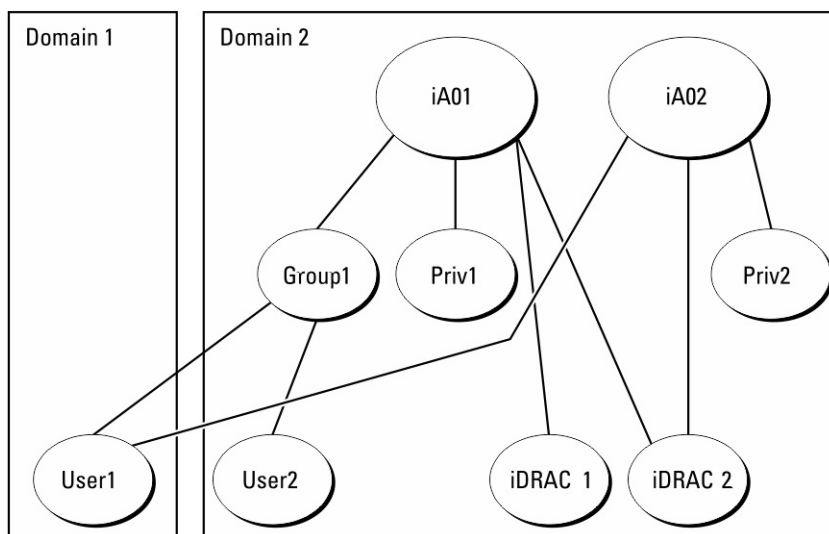 Domain 1
Domain 2
iA01
iA02
Group1
Priv1
Priv2
User1
User2
iDRAC 1
iDRAC 2